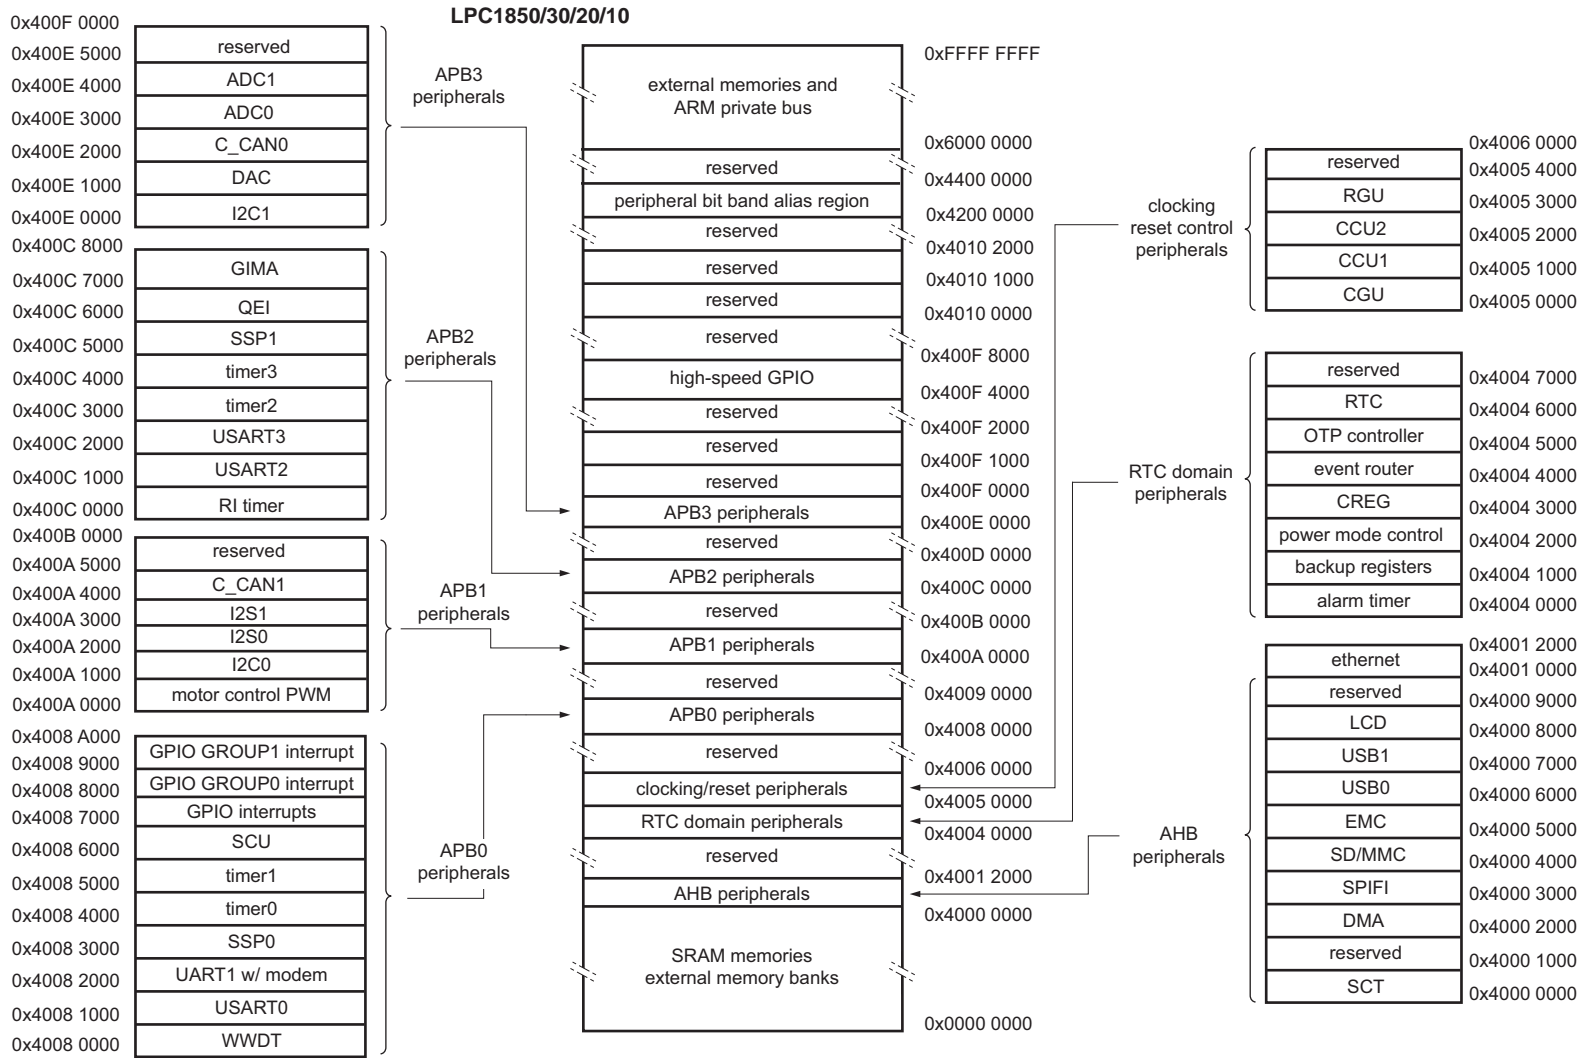 LPC1850/30/20/10
0x400F 0000
reserved
0x400E 5000
ADC1
0x400E 4000
ADC0
0x400E 3000
C_CAN0
0x400E 2000
DAC
0x400E 1000
I2C1
0x400E 0000
APB3
peripherals
0x400C 8000
GIMA
0x400C 7000
QEI
0x400C 6000
SSP1
0x400C 5000
timer3
0x400C 4000
timer2
0x400C 3000
USART3
0x400C 2000
USART2
0x400C 1000
RI timer
0x400C 0000
APB2
peripherals
0x400B 0000
reserved
0x400A 5000
C_CAN1
0x400A 4000
I2S1
0x400A 3000
I2S0
0x400A 2000
I2C0
0x400A 1000
motor control PWM
0x400A 0000
APB1
peripherals
0x4008 A000
GPIO GROUP1 interrupt
0x4008 9000
GPIO GROUP0 interrupt
0x4008 8000
GPIO interrupts
0x4008 7000
SCU
0x4008 6000
timer1
0x4008 5000
timer0
0x4008 4000
SSP0
0x4008 3000
UART1 w/ modem
0x4008 2000
USART0
0x4008 1000
WWDT
0x4008 0000
APB0
peripherals
0xFFFF FFFF
external memories and
ARM private bus
0x6000 0000
reserved
0x4400 0000
peripheral bit band alias region
0x4200 0000
reserved
0x4010 2000
reserved
0x4010 1000
reserved
0x4010 0000
reserved
0x400F 8000
high-speed GPIO
0x400F 4000
reserved
0x400F 2000
reserved
0x400F 1000
reserved
0x400F 0000
APB3 peripherals
0x400E 0000
reserved
0x400D 0000
APB2 peripherals
0x400C 0000
reserved
0x400B 0000
APB1 peripherals
0x400A 0000
reserved
0x4009 0000
APB0 peripherals
0x4008 0000
reserved
0x4006 0000
clocking/reset peripherals
0x4005 0000
RTC domain peripherals
0x4004 0000
reserved
0x4001 2000
AHB peripherals
0x4000 0000
SRAM memories
external memory banks
0x0000 0000
clocking
reset control
peripherals
0x4006 0000
reserved
0x4005 4000
RGU
0x4005 3000
CCU2
0x4005 2000
CCU1
0x4005 1000
CGU
0x4005 0000
RTC domain
peripherals
reserved
0x4004 7000
RTC
0x4004 6000
OTP controller
0x4004 5000
event router
0x4004 4000
CREG
0x4004 3000
power mode control
0x4004 2000
backup registers
0x4004 1000
alarm timer
0x4004 0000
AHB
peripherals
0x4001 2000
ethernet
0x4001 0000
reserved
0x4000 9000
LCD
0x4000 8000
USB1
0x4000 7000
USB0
0x4000 6000
EMC
0x4000 5000
SD/MMC
0x4000 4000
SPIFI
0x4000 3000
DMA
0x4000 2000
reserved
0x4000 1000
SCT
0x4000 0000